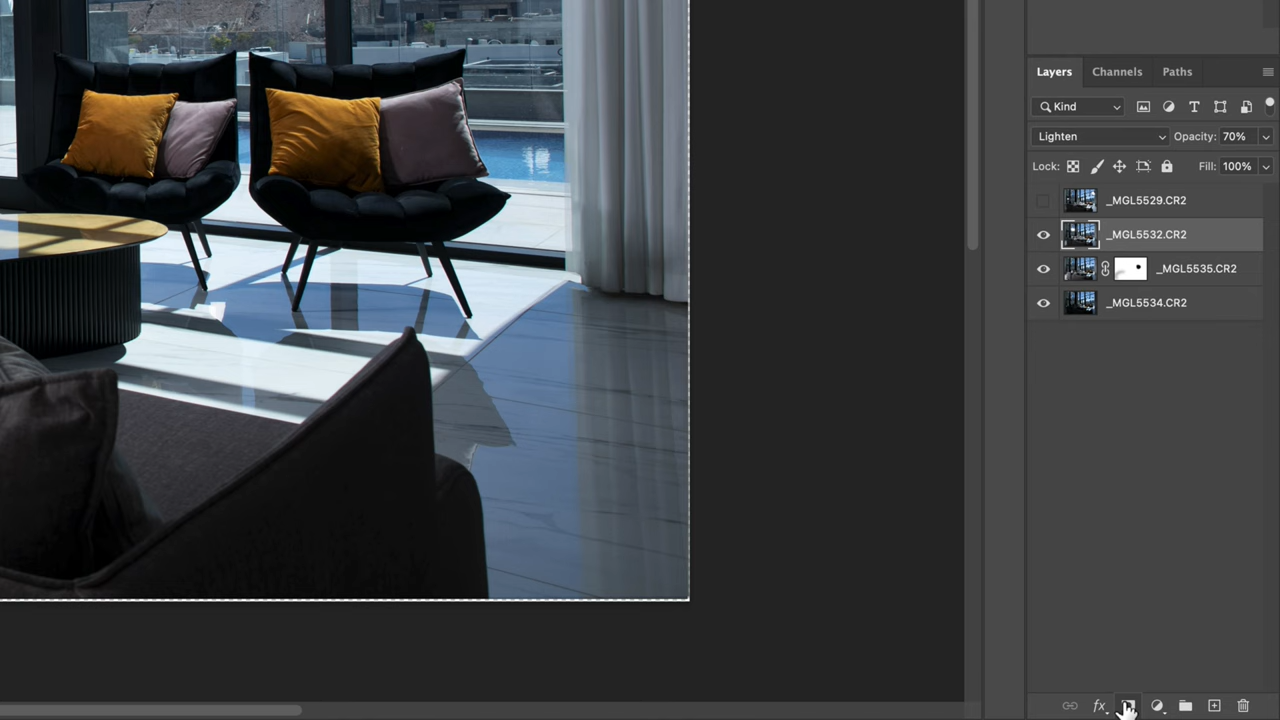 Layers Channels Paths
Kind
Lighten Opacity: 70%
Lock: Fill: 100%
_MGL5529.CR2
_MGL5532.CR2
_MGL5535.CR2
_MGL5534.CR2
fx